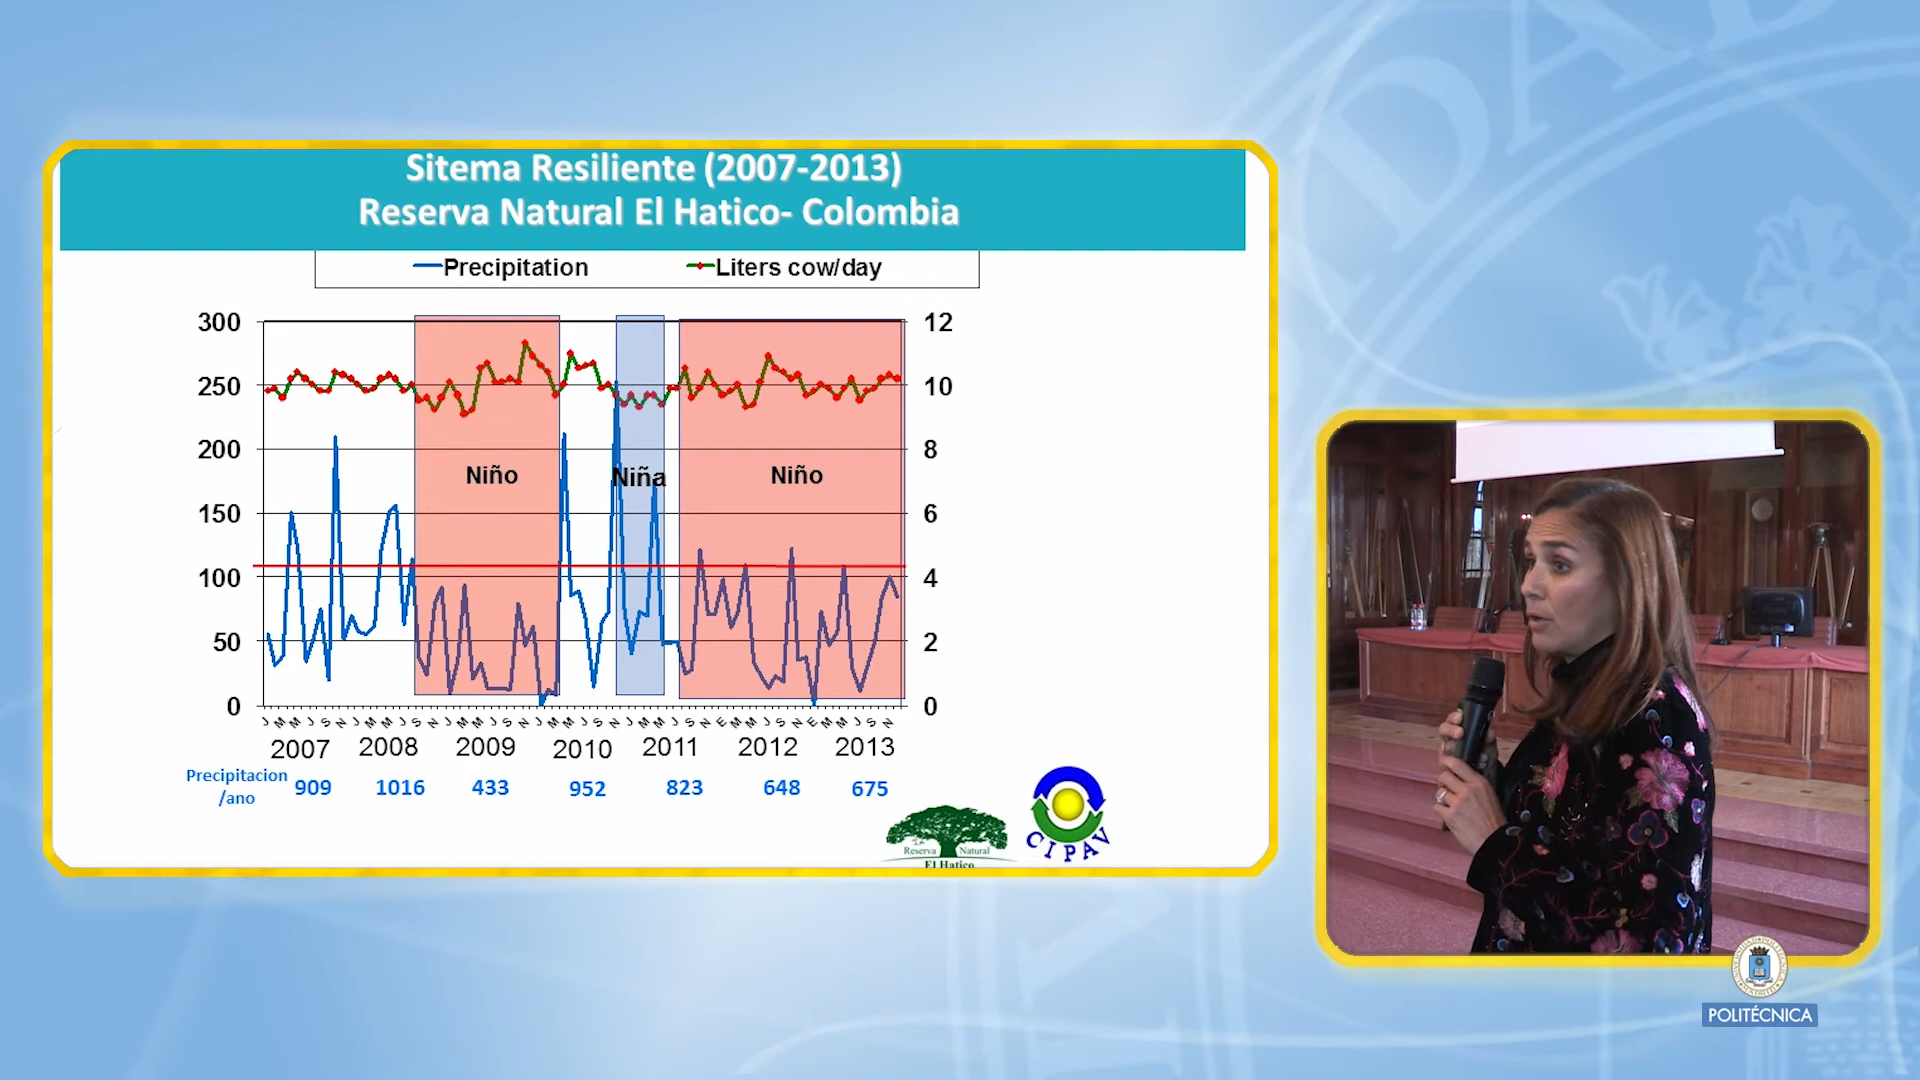 Sitema Resiliente (2007-2013)
Reserva Natural El Hatico- Colombia
Precipitation Liters cow/day
300 12
250 10
200 8
Niño Niña Niño
150 6
100 4
50 2
0 0
J M M J S N J M M J S N J M M J S N J M M J S N J M M J S N E M M J S N E M M J S N
2007 2008 2009 2010 2011 2012 2013
Precipitacion
/ano 909 1016 433 952 823 648 675
Reserva Natural
El Hatico
CIPAV
POLITÉCNICA